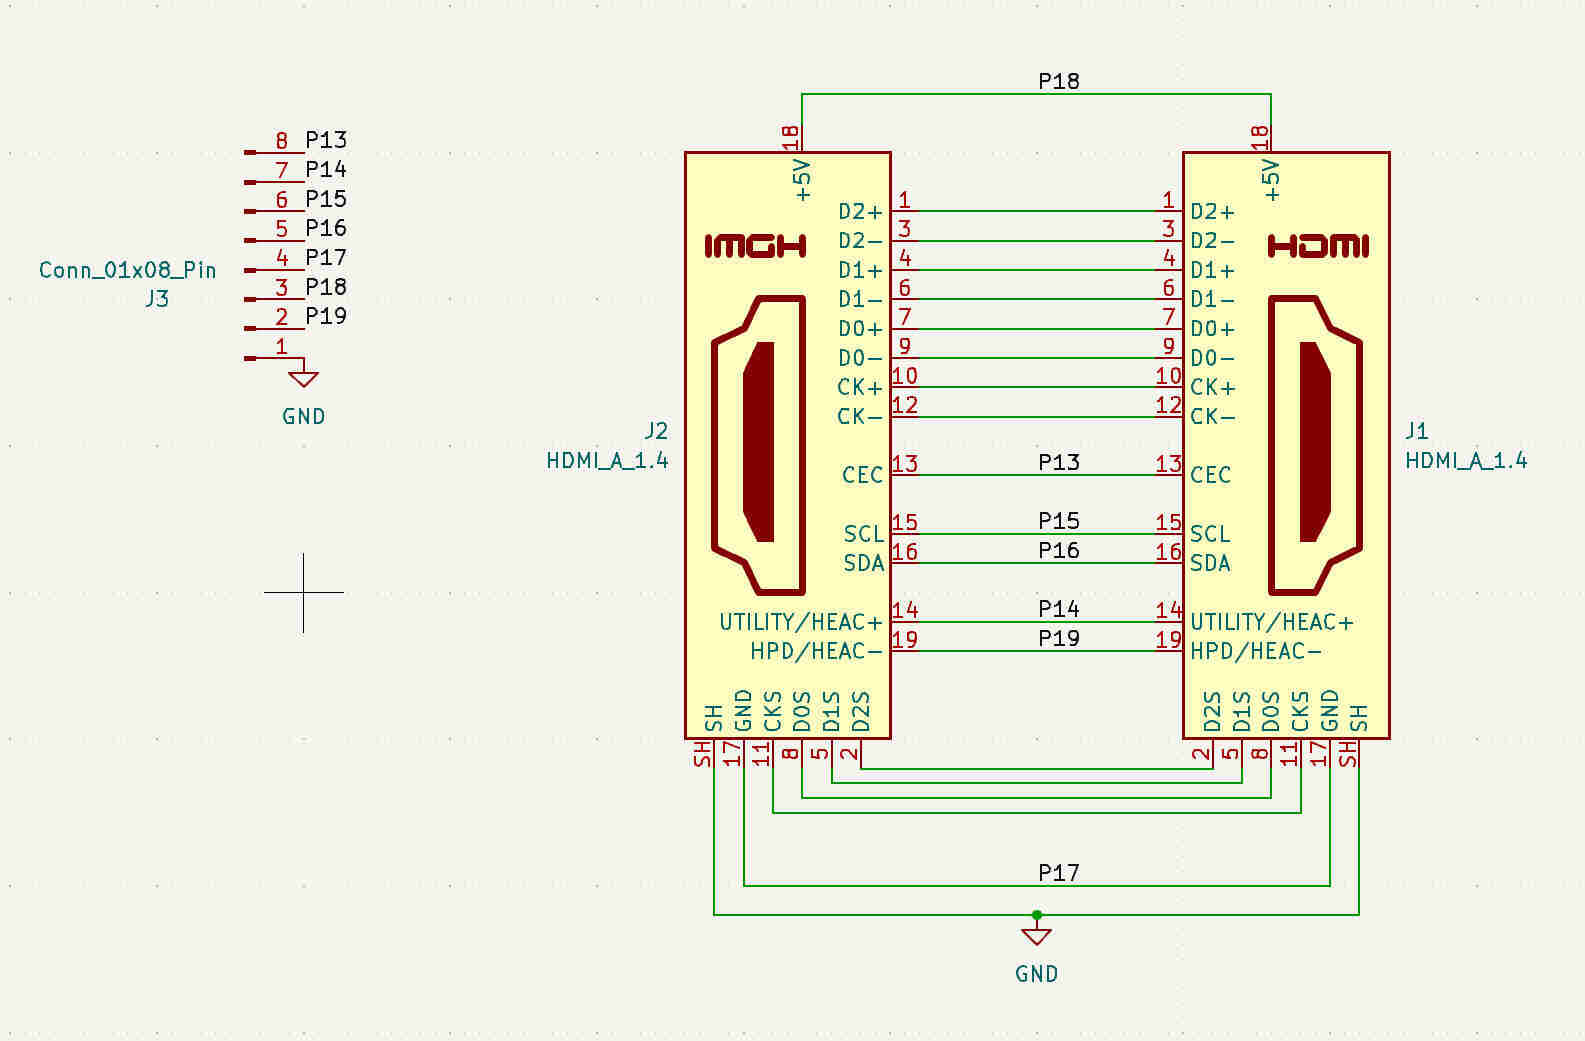 P18
8 P13
7 P14
6 P15
5 P16
4 P17
3 P18
2 P19
1
GND
Conn_01x08_Pin
J3
18
+5V
HDMI
D2+ 1
D2- 3
D1+ 4
D1- 6
D0+ 7
D0- 9
CK+ 10
CK- 12
CEC 13
SCL 15
SDA 16
UTILITY/HEAC+ 14
HPD/HEAC- 19
SH GND CKS D0S D1S D2S
SH 17 11 8 5 2
J2
HDMI_A_1.4
P13
P15
P16
P14
P19
18
+5V
HDMI
1 D2+
3 D2-
4 D1+
6 D1-
7 D0+
9 D0-
10 CK+
12 CK-
13 CEC
15 SCL
16 SDA
14 UTILITY/HEAC+
19 HPD/HEAC-
D2S D1S D0S CKS GND SH
2 5 8 11 17 SH
J1
HDMI_A_1.4
P17
GND